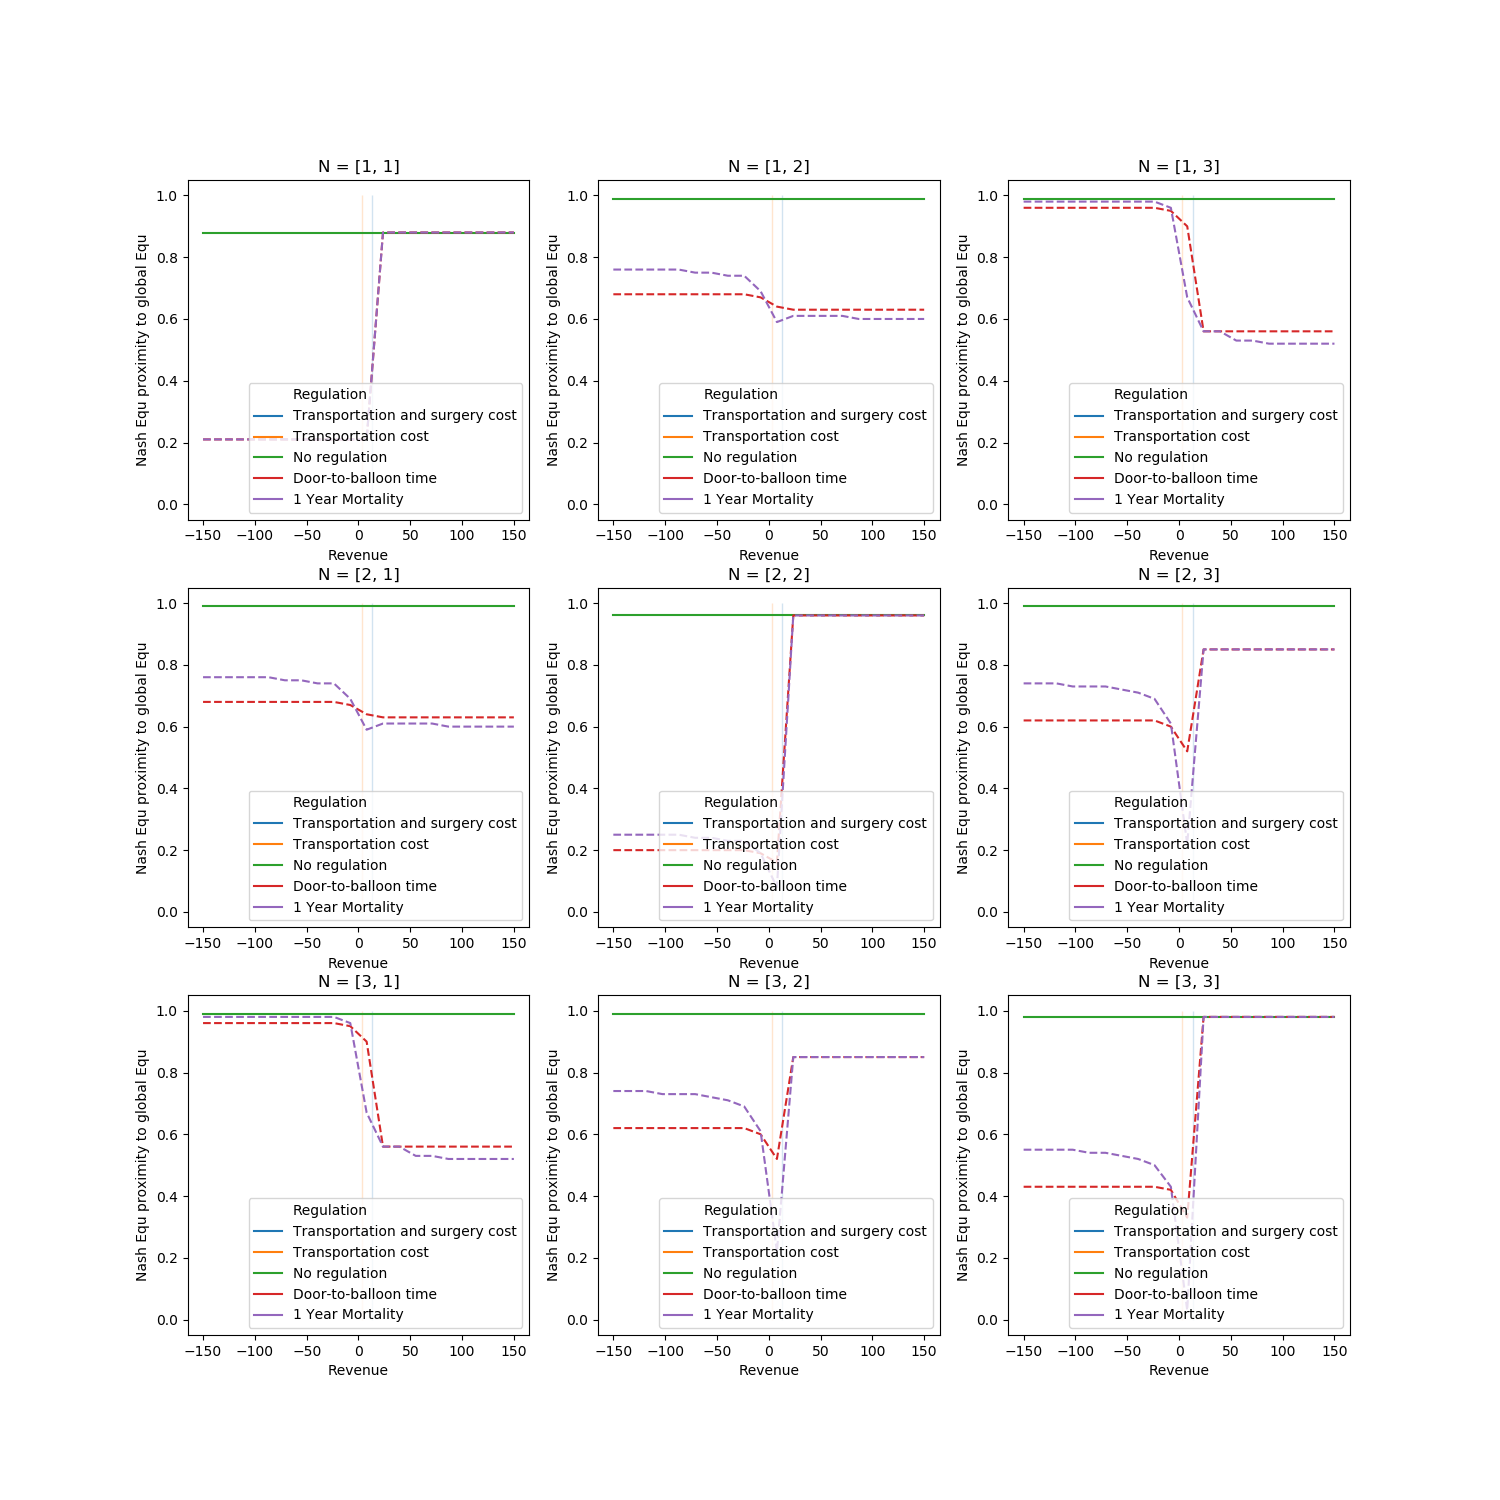 N = [1, 1]
1.0
0.8
0.6
0.4
0.2
0.0
Nash Equ proximity to global Equ
Regulation
Transportation and surgery cost
Transportation cost
No regulation
Door-to-balloon time
1 Year Mortality
−150 −100 −50 0 50 100 150
Revenue
N = [1, 2]
1.0
0.8
0.6
0.4
0.2
0.0
Nash Equ proximity to global Equ
Regulation
Transportation and surgery cost
Transportation cost
No regulation
Door-to-balloon time
1 Year Mortality
−150 −100 −50 0 50 100 150
Revenue
N = [1, 3]
1.0
0.8
0.6
0.4
0.2
0.0
Nash Equ proximity to global Equ
Regulation
Transportation and surgery cost
Transportation cost
No regulation
Door-to-balloon time
1 Year Mortality
−150 −100 −50 0 50 100 150
Revenue
N = [2, 1]
1.0
0.8
0.6
0.4
0.2
0.0
Nash Equ proximity to global Equ
Regulation
Transportation and surgery cost
Transportation cost
No regulation
Door-to-balloon time
1 Year Mortality
−150 −100 −50 0 50 100 150
Revenue
N = [2, 2]
1.0
0.8
0.6
0.4
0.2
0.0
Nash Equ proximity to global Equ
Regulation
Transportation and surgery cost
Transportation cost
No regulation
Door-to-balloon time
1 Year Mortality
−150 −100 −50 0 50 100 150
Revenue
N = [2, 3]
1.0
0.8
0.6
0.4
0.2
0.0
Nash Equ proximity to global Equ
Regulation
Transportation and surgery cost
Transportation cost
No regulation
Door-to-balloon time
1 Year Mortality
−150 −100 −50 0 50 100 150
Revenue
N = [3, 1]
1.0
0.8
0.6
0.4
0.2
0.0
Nash Equ proximity to global Equ
Regulation
Transportation and surgery cost
Transportation cost
No regulation
Door-to-balloon time
1 Year Mortality
−150 −100 −50 0 50 100 150
Revenue
N = [3, 2]
1.0
0.8
0.6
0.4
0.2
0.0
Nash Equ proximity to global Equ
Regulation
Transportation and surgery cost
Transportation cost
No regulation
Door-to-balloon time
1 Year Mortality
−150 −100 −50 0 50 100 150
Revenue
N = [3, 3]
1.0
0.8
0.6
0.4
0.2
0.0
Nash Equ proximity to global Equ
Regulation
Transportation and surgery cost
Transportation cost
No regulation
Door-to-balloon time
1 Year Mortality
−150 −100 −50 0 50 100 150
Revenue